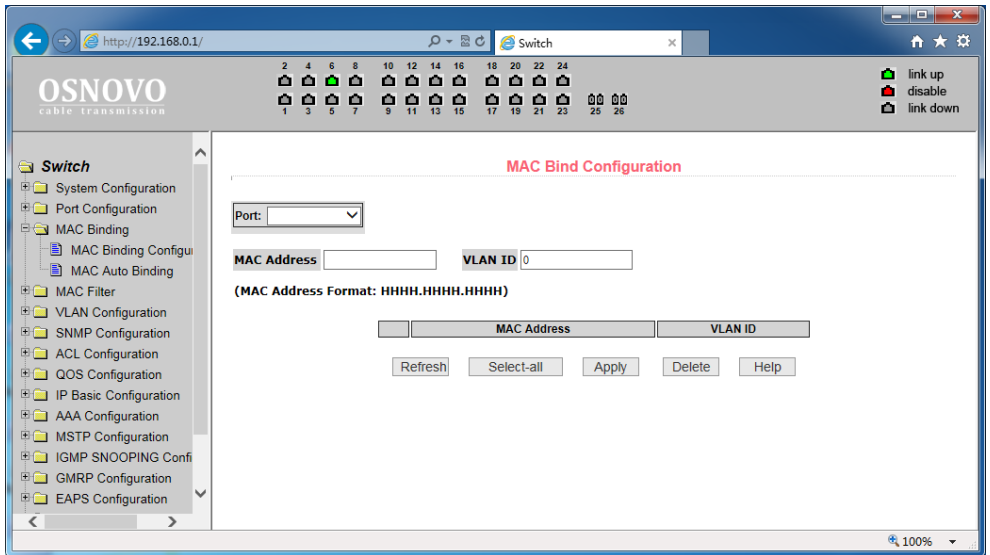 http://192.168.0.1/
Switch
OSNOVO
cable transmission
2 4 6 8 10 12 14 16 18 20 22 24
1 3 5 7 9 11 13 15 17 19 21 23 25 26
link up
disable
link down
Switch
System Configuration
Port Configuration
MAC Binding
MAC Binding Configur
MAC Auto Binding
MAC Filter
VLAN Configuration
SNMP Configuration
ACL Configuration
QOS Configuration
IP Basic Configuration
AAA Configuration
MSTP Configuration
IGMP SNOOPING Confi
GMRP Configuration
EAPS Configuration
MAC Bind Configuration
Port:
MAC Address VLAN ID 0
(MAC Address Format: HHHH.HHHH.HHHH)
MAC Address VLAN ID
Refresh Select-all Apply Delete Help
100%